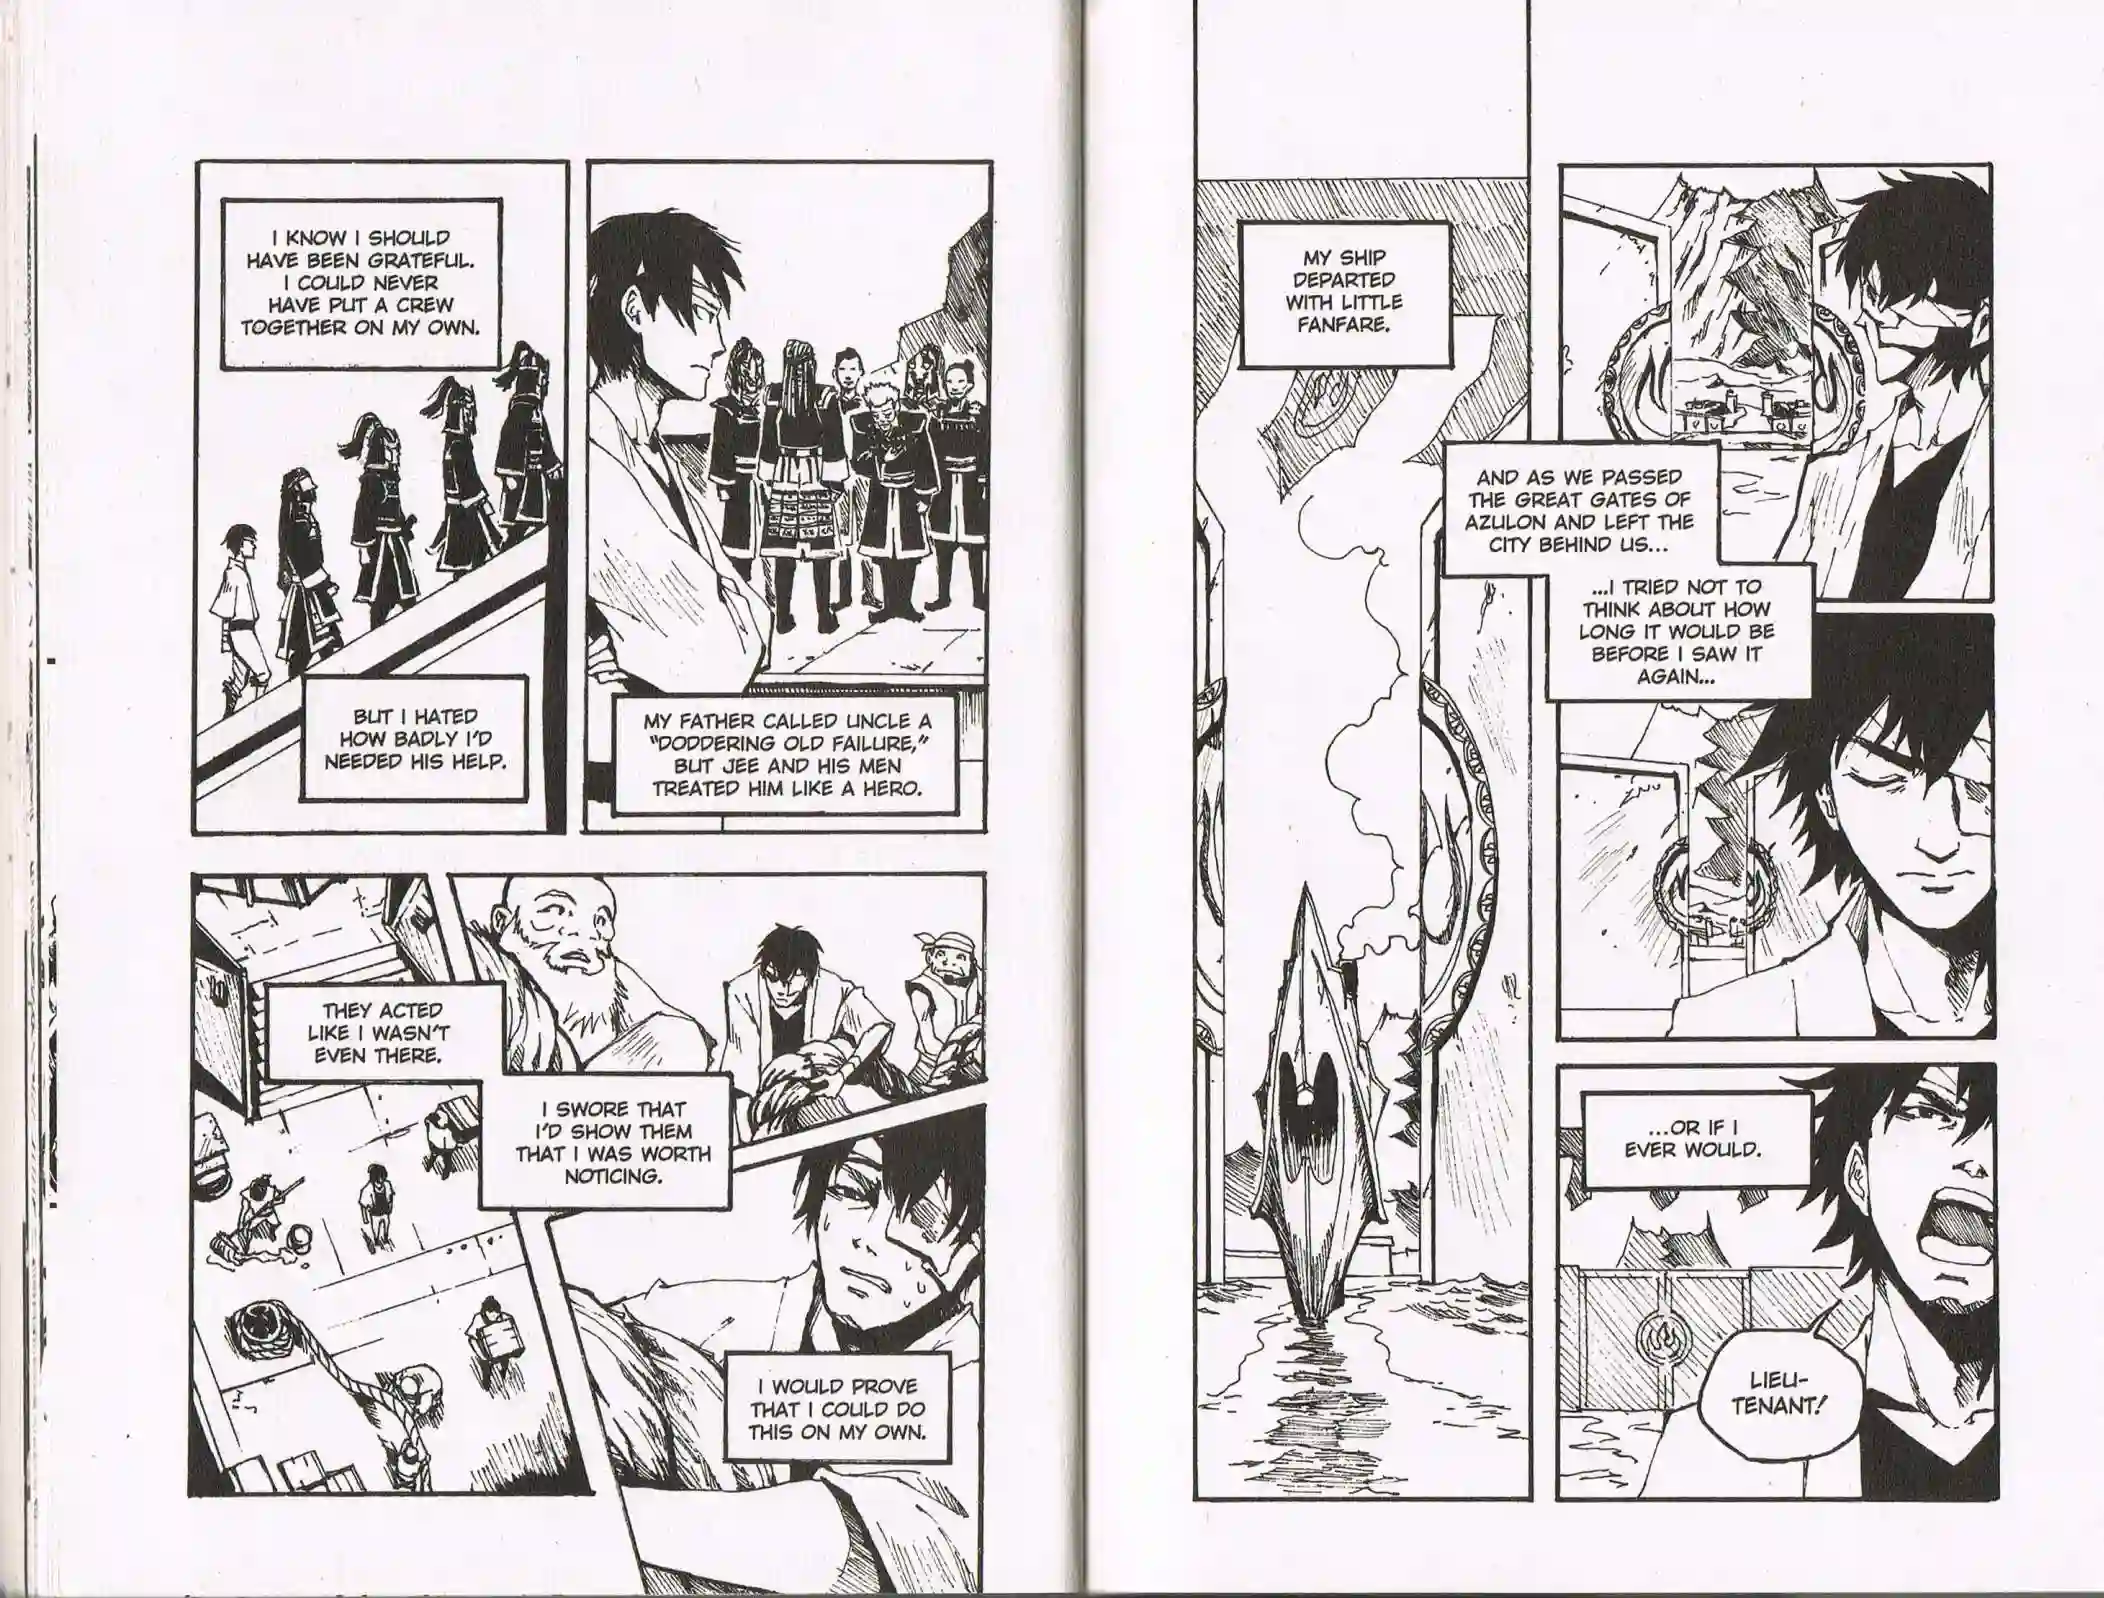 I KNOW I SHOULD
HAVE BEEN GRATEFUL.
I COULD NEVER
HAVE PUT A CREW
TOGETHER ON MY OWN.
BUT I HATED
HOW BADLY I'D
NEEDED HIS HELP.
MY FATHER CALLED UNCLE A
"DODDERING OLD FAILURE,"
BUT JEE AND HIS MEN
TREATED HIM LIKE A HERO.
THEY ACTED
LIKE I WASN'T
EVEN THERE.
I SWORE THAT
I'D SHOW THEM
THAT I WAS WORTH
NOTICING.
I WOULD PROVE
THAT I COULD DO
THIS ON MY OWN.
MY SHIP
DEPARTED
WITH LITTLE
FANFARE.
AND AS WE PASSED
THE GREAT GATES OF
AZULON AND LEFT THE
CITY BEHIND US...
...I TRIED NOT TO
THINK ABOUT HOW
LONG IT WOULD BE
BEFORE I SAW IT
AGAIN...
...OR IF I
EVER WOULD.
LIEU-
TENANT!